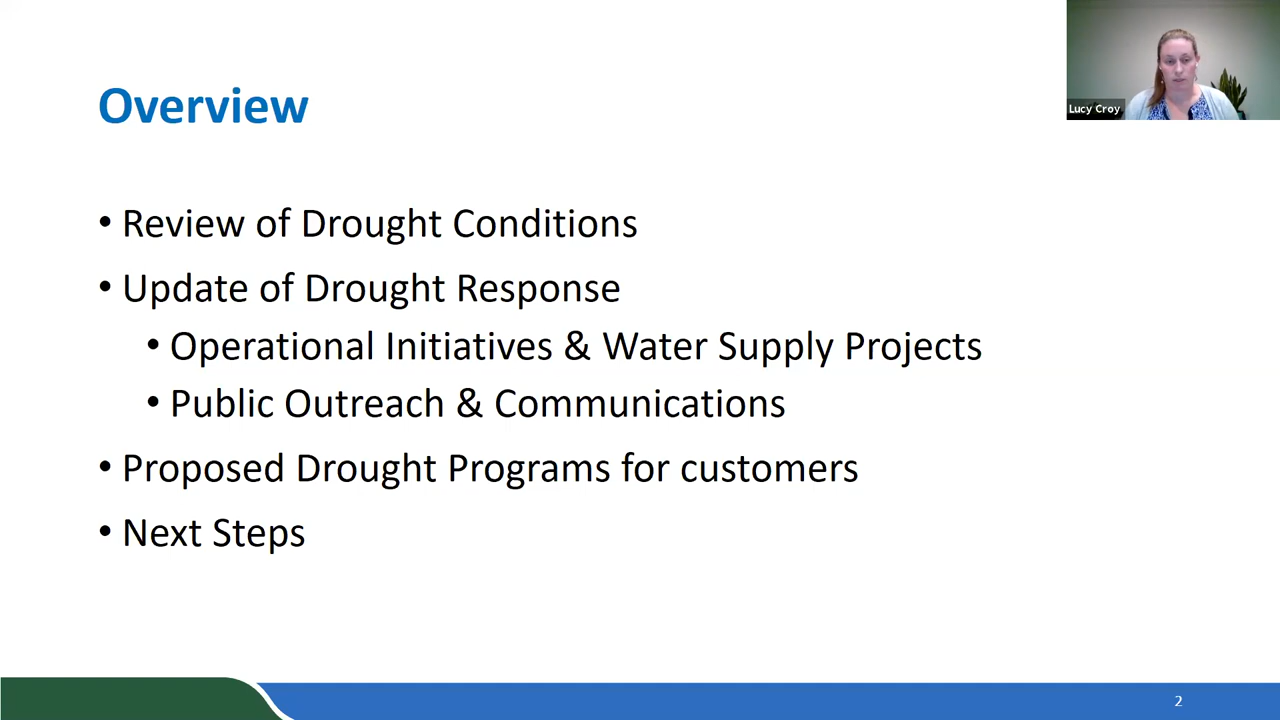 Overview
Lucy Croy
• Review of Drought Conditions
• Update of Drought Response
• Operational Initiatives & Water Supply Projects
• Public Outreach & Communications
• Proposed Drought Programs for customers
• Next Steps
2